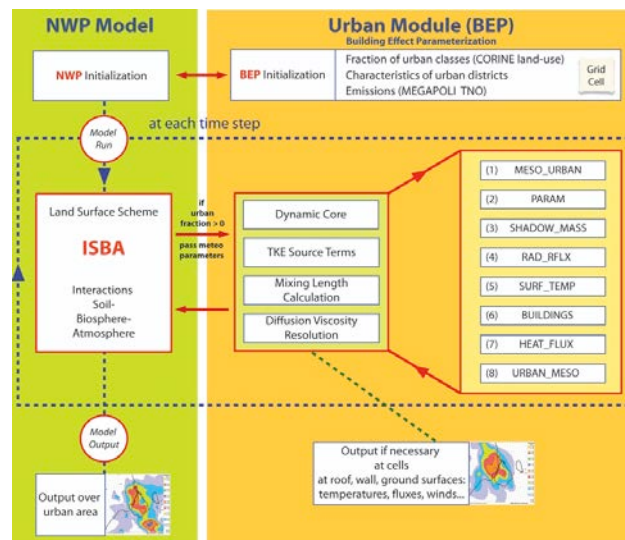 NWP Model
Urban Module (BEP)
Building Effect Parameterization
NWP Initialization
BEP Initialization
Fraction of urban classes (CORINE land-use)
Characteristics of urban districts
Emissions (MEGAPOLI TNO)
Grid
Cell
Model
Run
at each time step
Land Surface Scheme
ISBA
Interactions
Soil-
Biosphere-
Atmosphere
if
urban
fraction > 0
pass meteo
parameters
Dynamic Core
TKE Source Terms
Mixing Length
Calculation
Diffusion Viscosity
Resolution
(1) MESO_URBAN
(2) PARAM
(3) SHADOW_MASS
(4) RAD_RFLX
(5) SURF_TEMP
(6) BUILDINGS
(7) HEAT_FLUX
(8) URBAN_MESO
Model
Output
Output over
urban area
Output if necessary
at cells
at roof, wall, ground surfaces:
temperatures, fluxes, winds...